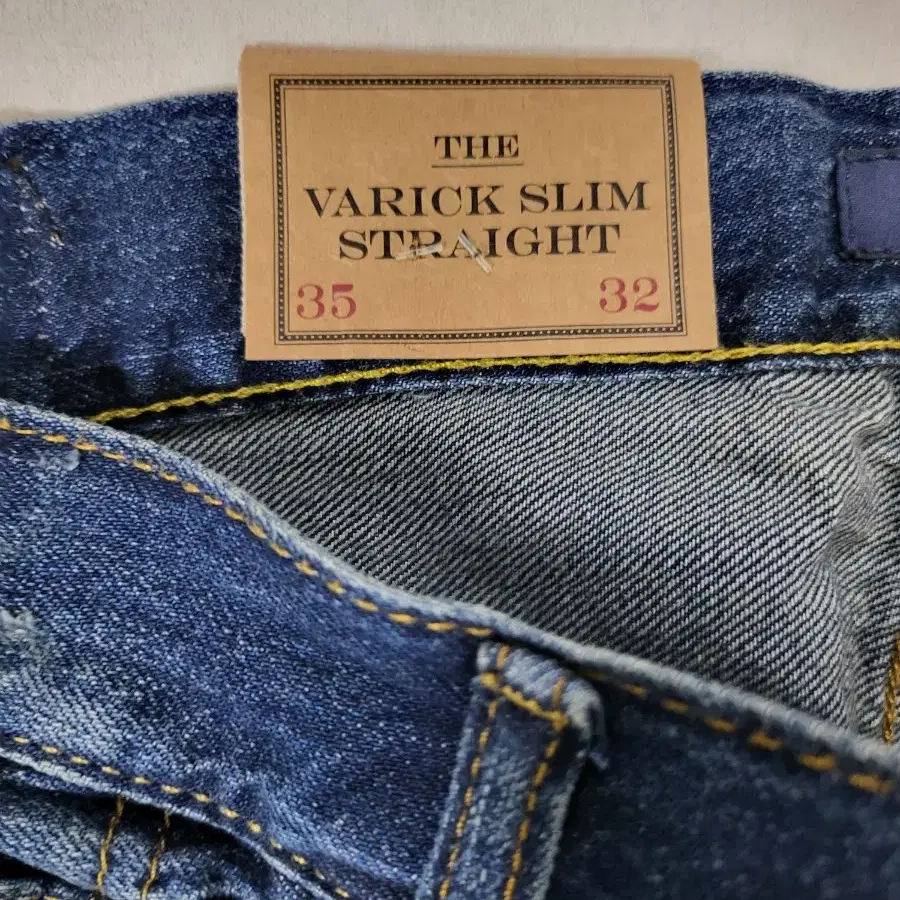 THE
VARICK SLIM
STRAIGHT
35 32